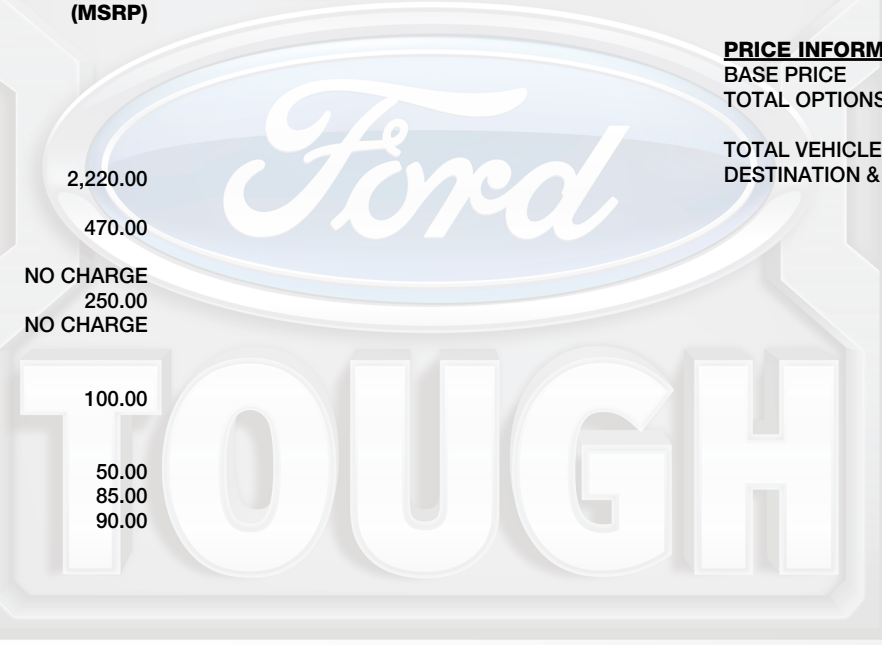 (MSRP)
2,220.00
470.00
NO CHARGE
250.00
NO CHARGE
100.00
50.00
85.00
90.00
PRICE INFORM
BASE PRICE
TOTAL OPTIONS
TOTAL VEHICLE
DESTINATION &
Ford
TOUGH